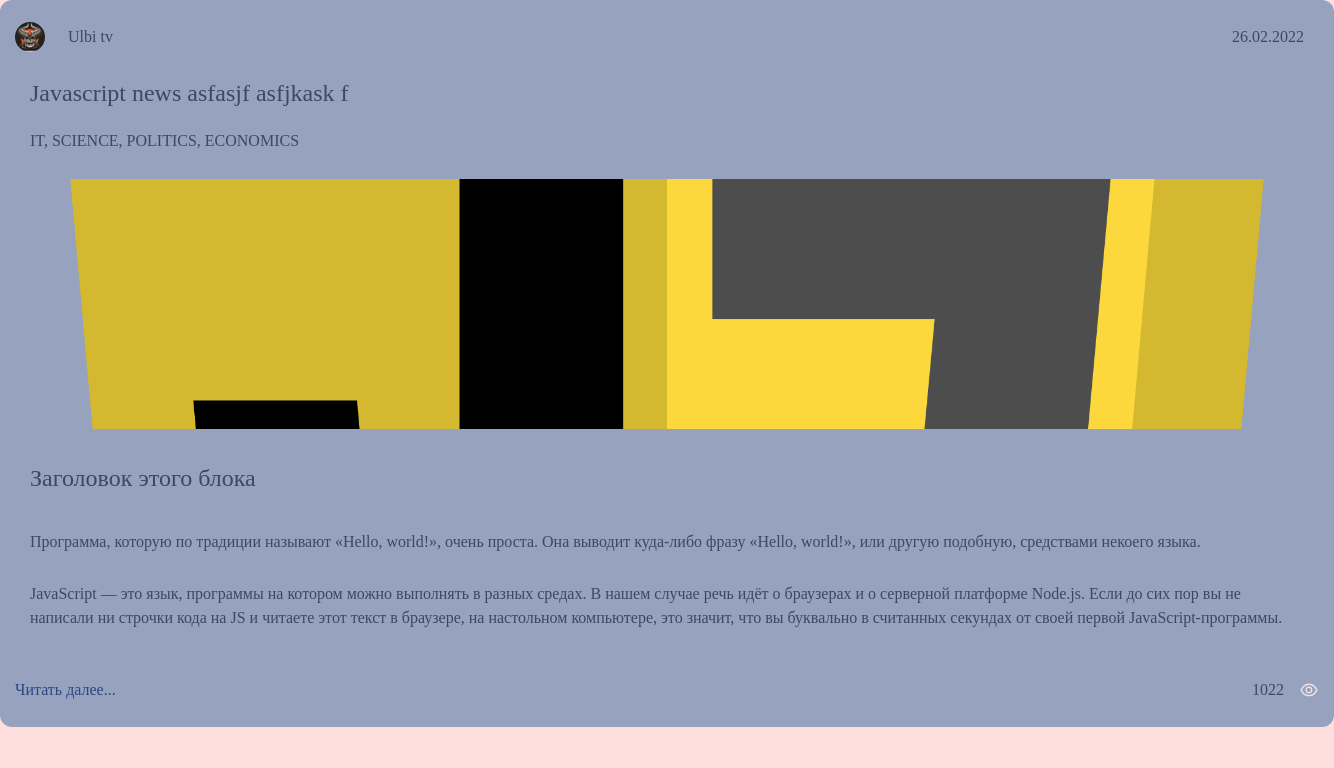 Ulbi tv
26.02.2022
Javascript news asfasjf asfjkask f
IT, SCIENCE, POLITICS, ECONOMICS
Заголовок этого блока
Программа, которую по традиции называют «Hello, world!», очень проста. Она выводит куда-либо фразу «Hello, world!», или другую подобную, средствами некоего языка.
JavaScript — это язык, программы на котором можно выполнять в разных средах. В нашем случае речь идёт о браузерах и о серверной платформе Node.js. Если до сих пор вы не
написали ни строчки кода на JS и читаете этот текст в браузере, на настольном компьютере, это значит, что вы буквально в считанных секундах от своей первой JavaScript-программы.
Читать далее...
1022